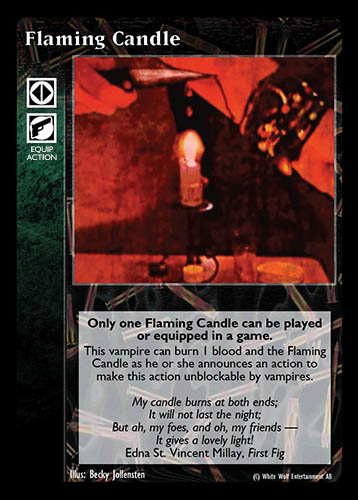 Flaming Candle
EQUIP
ACTION
Only one Flaming Candle can be played
or equipped in a game.
This vampire can burn 1 blood and the Flaming
Candle as he or she announces an action to
make this action unblockable by vampires.
My candle burns at both ends;
It will not last the night;
But ah, my foes, and oh, my friends —
It gives a lovely light!
Edna St. Vincent Millay, First Fig
Illus: Becky Jollensten
(C) White Wolf Entertainment AB